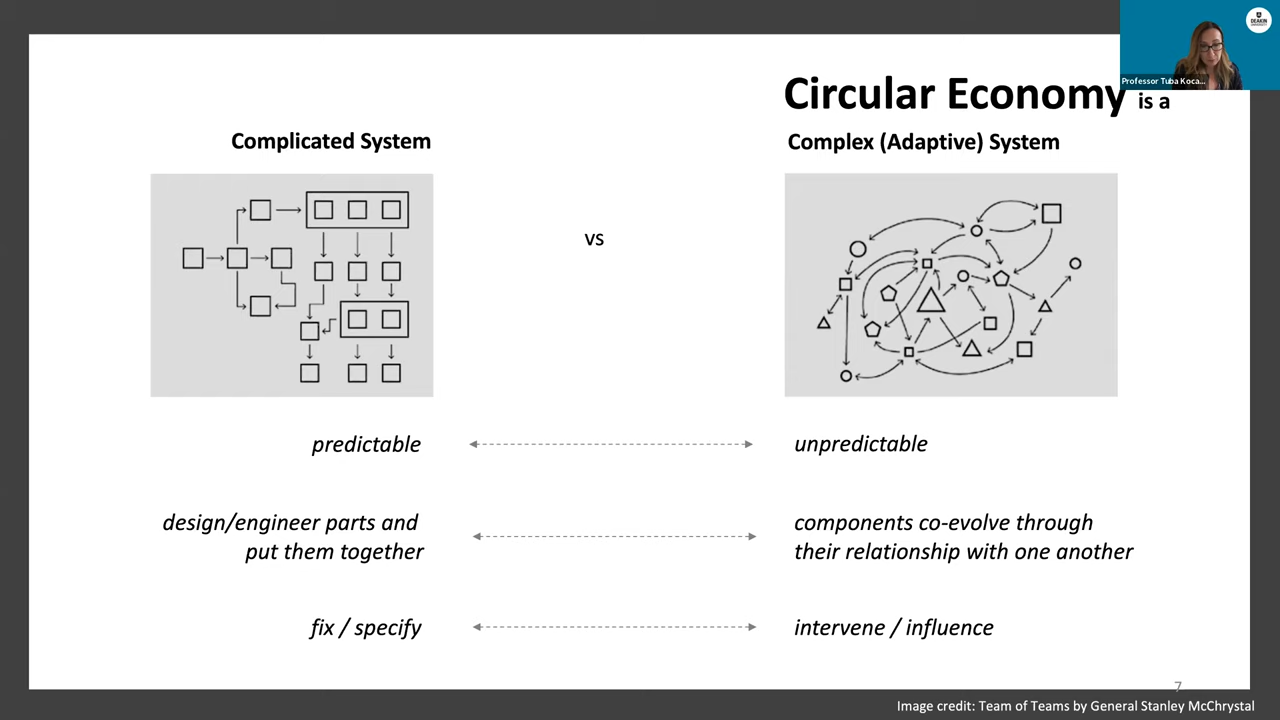 DEAKIN
UNIVERSITY
Professor Tuba Koca...
Circular Economy is a
Complicated System
Complex (Adaptive) System
vs
predictable
unpredictable
design/engineer parts and
put them together
components co-evolve through
their relationship with one another
fix / specify
intervene / influence
7
Image credit: Team of Teams by General Stanley McChrystal